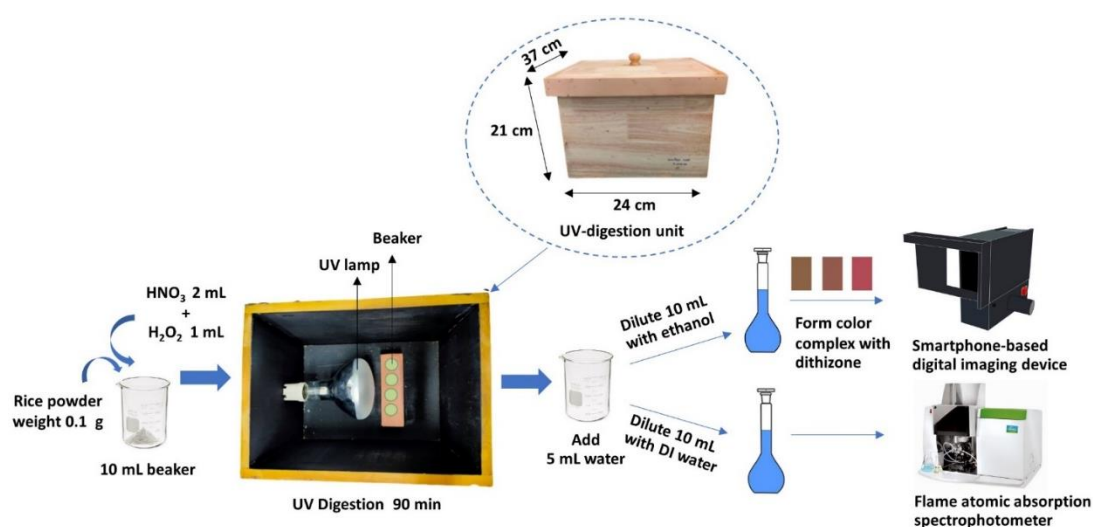 37 cm
21 cm
24 cm
UV-digestion unit
Beaker
UV lamp
HNO₃ 2 mL
+
H₂O₂ 1 mL
Rice powder
weight 0.1 g
10 mL beaker
UV Digestion 90 min
Add
5 mL water
Dilute 10 mL
with ethanol
Dilute 10 mL
with DI water
Form color
complex with
dithizone
Smartphone-based
digital imaging device
Flame atomic absorption
spectrophotometer